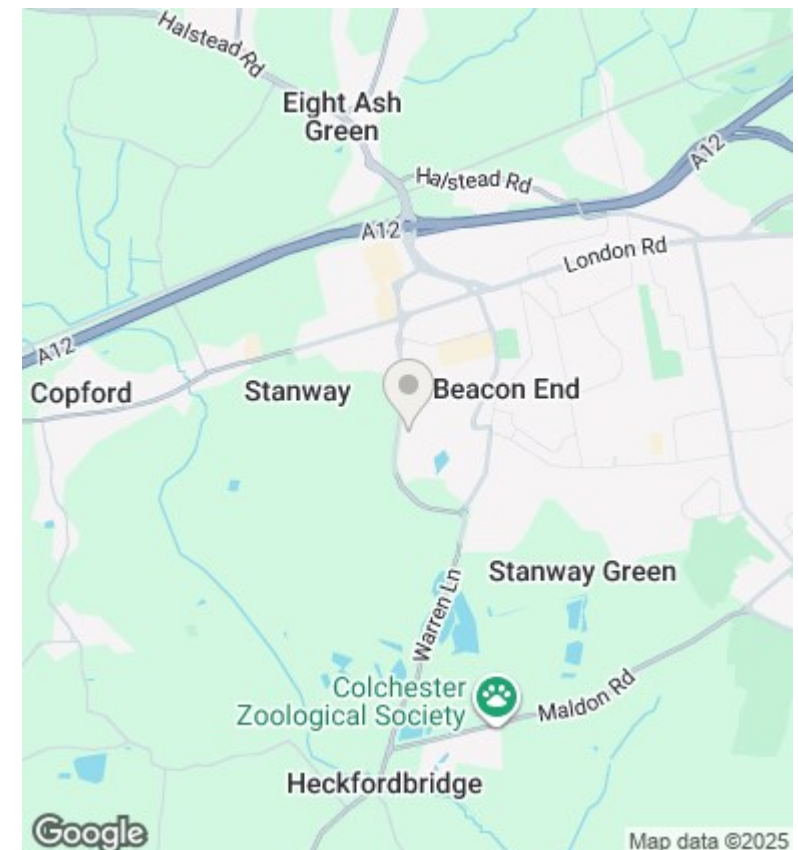 Halstead Rd
Eight Ash
Green
A12
Halstead Rd
A12
London Rd
A12
Copford
Stanway
Beacon End
Stanway Green
Warren Ln
Colchester
Zoological Society
Maldon Rd
Heckfordbridge
Google
Map data ©2025